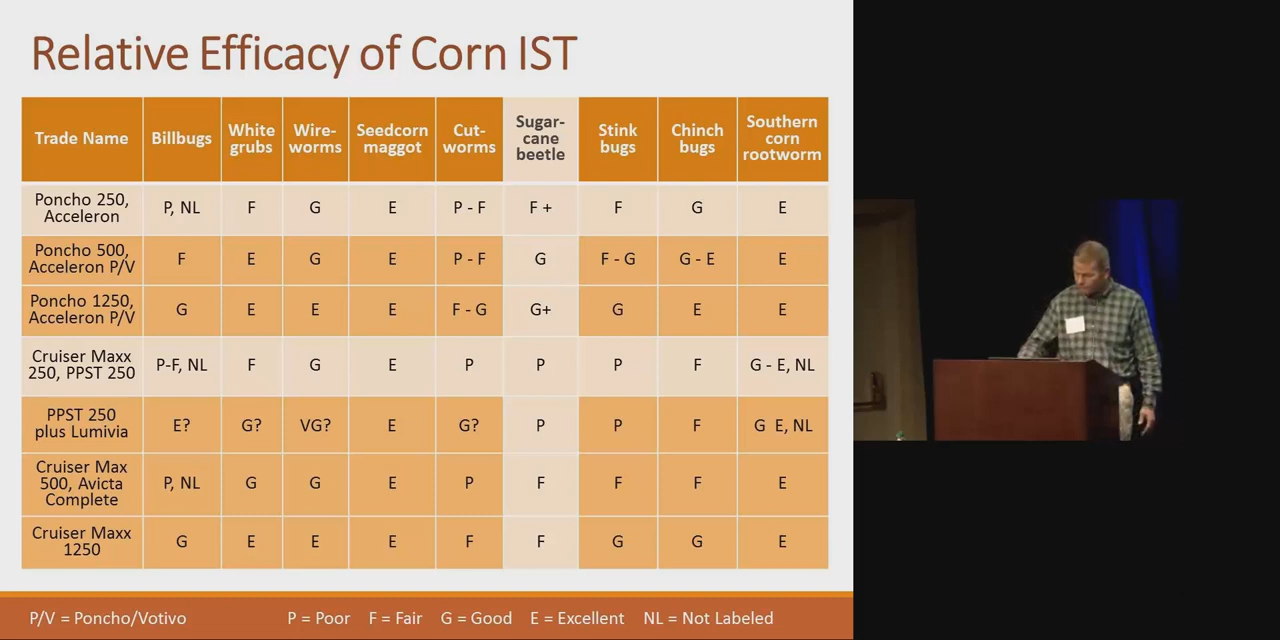 Relative Efficacy of Corn IST
Trade Name Billbugs White grubs Wire-worms Seedcorn maggot Cut-worms Sugar-cane beetle Stink bugs Chinch bugs Southern corn rootworm
Poncho 250, Acceleron P, NL F G E P - F F + F G E
Poncho 500, Acceleron P/V F E G E P - F G F - G G - E E
Poncho 1250, Acceleron P/V G E E E F - G G+ G E E
Cruiser Maxx 250, PPST 250 P-F, NL F G E P P P F G - E, NL
PPST 250 plus Lumivia E? G? VG? E G? P P F G E, NL
Cruiser Max 500, Avicta Complete P, NL G G E P F F F E
Cruiser Maxx 1250 G E E E F F G G E
P/V = Poncho/Votivo P = Poor F = Fair G = Good E = Excellent NL = Not Labeled